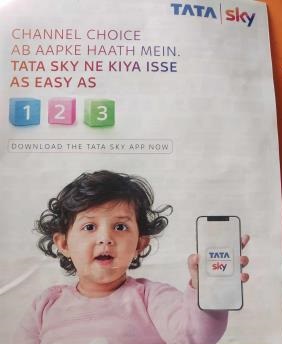 TATA sky
CHANNEL CHOICE
AB AAPKE HAATH MEIN.
TATA SKY NE KIYA ISSE
AS EASY AS
1 2 3
DOWNLOAD THE TATA SKY APP NOW
TATA
sky